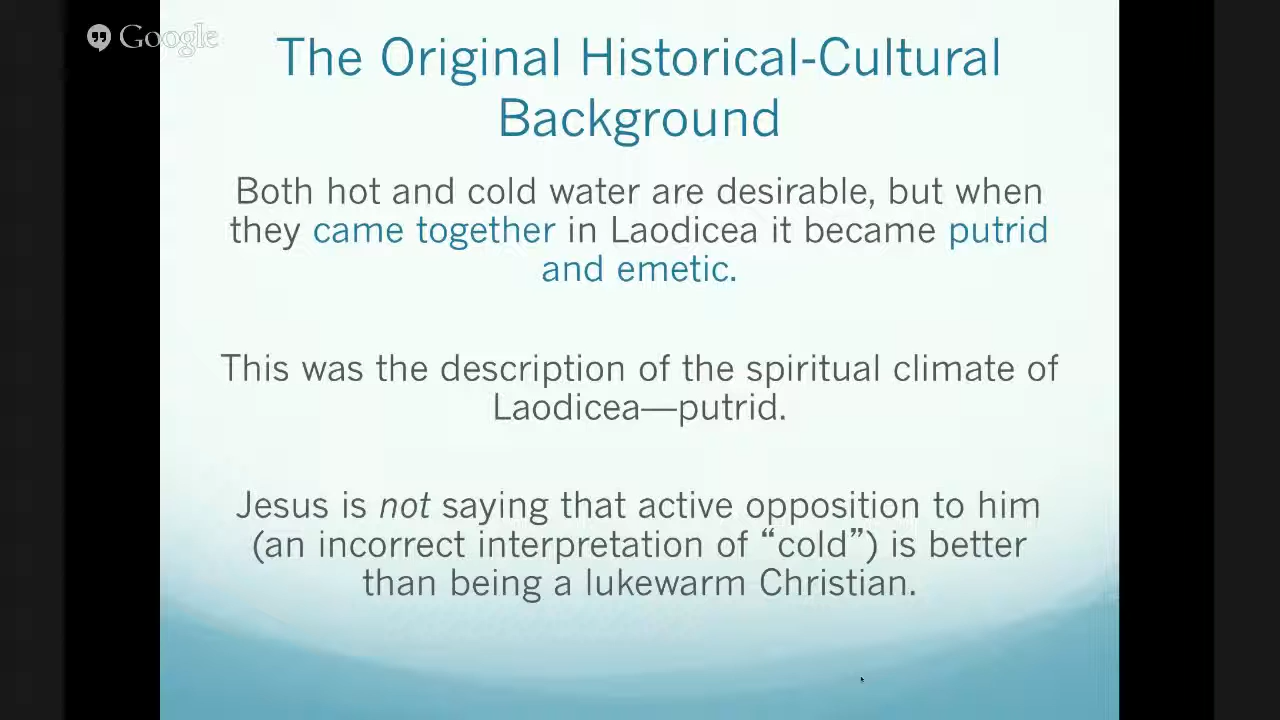 Google
The Original Historical-Cultural
Background
Both hot and cold water are desirable, but when
they came together in Laodicea it became putrid
and emetic.
This was the description of the spiritual climate of
Laodicea—putrid.
Jesus is not saying that active opposition to him
(an incorrect interpretation of “cold”) is better
than being a lukewarm Christian.